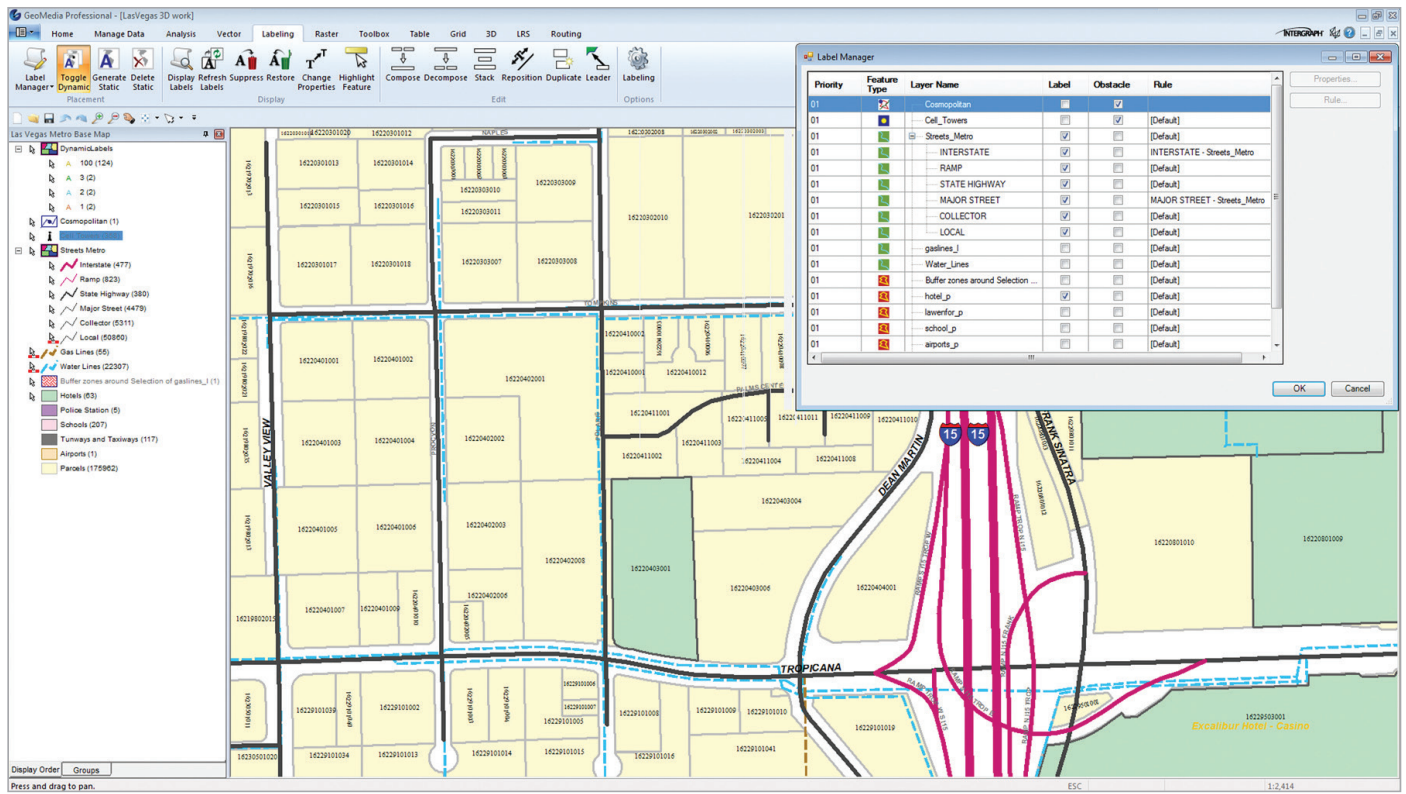 GeoMedia Professional - [LasVegas 3D work]
Home Manage Data Analysis Vector Labeling Raster Toolbox Table Grid 3D LRS Routing
INTERGRAPH
Label Manager Toggle Dynamic Generate Static Delete Static Display Labels Refresh Labels Suppress Restore Change Properties Highlight Feature Compose Decompose Stack Reposition Duplicate Leader Labeling
Placement Display Edit Options
Las Vegas Metro Base Map
DynamicLabels
A 100 (124)
A 3 (2)
A 2 (2)
A 1 (2)
Cosmopolitan (1)
Streets Metro
Interstate (477)
Ramp (823)
State Highway (380)
Major Street (4479)
Collector (5311)
Local (50860)
Gas Lines (55)
Water Lines (22307)
Buffer zones around Selection of gaslines_l (1)
Hotels (63)
Police Station (5)
Schools (207)
Tunways and Taxiways (117)
Airports (1)
Parcels (175962)
Display Order Groups
Press and drag to pan.
ESC
1:2,414
Label Manager
Priority Feature Type Layer Name Label Obstacle Rule
01 Cosmopolitan
01 Cell_Towers [Default]
01 Streets_Metro
01 INTERSTATE INTERSTATE - Streets_Metro
01 RAMP [Default]
01 STATE HIGHWAY [Default]
01 MAJOR STREET MAJOR STREET - Streets_Metro
01 COLLECTOR [Default]
01 LOCAL [Default]
01 gaslines_l [Default]
01 Water_Lines [Default]
01 Buffer zones around Selection ... [Default]
01 hotel_p [Default]
01 lawenfor_p [Default]
01 school_p [Default]
01 airports_p [Default]
Properties...
Rule...
OK Cancel
16220301020 16220301012 NAPLES 16220302008
16220301013 16220301014
16220303010 16220303009
16220301015 16220301016 16220303011
16220302010
16220301017 16220301018 16220303007 16220303008
16220410002
16220401001 16220401002
16220402001 16220410001 16220410012
16220411001 16220411005 16220411011 16220411009 16220411010
VALLEY VIEW
16220401003 16220401004 16220402002 16220411003
16220411002 16220411004 16220411008
15 15
DEAN MARTIN
FRANK SINATRA
16220403004
16220401005 16220401006 16220402003
16220402008 16220403001
16220403006 16220404001
16220801010 16220801009
16220401007 16220401009 16220402006
TROPICANA
16229101006
16229101007
16229101039 16229101002 16229101005 16229101008 16229101009 16229101010
16229101019
16229503001
Excalibur Hotel - Casino
16230501020 16229101034 16229101013 16229101014 16229101015 16229101016 16229101041